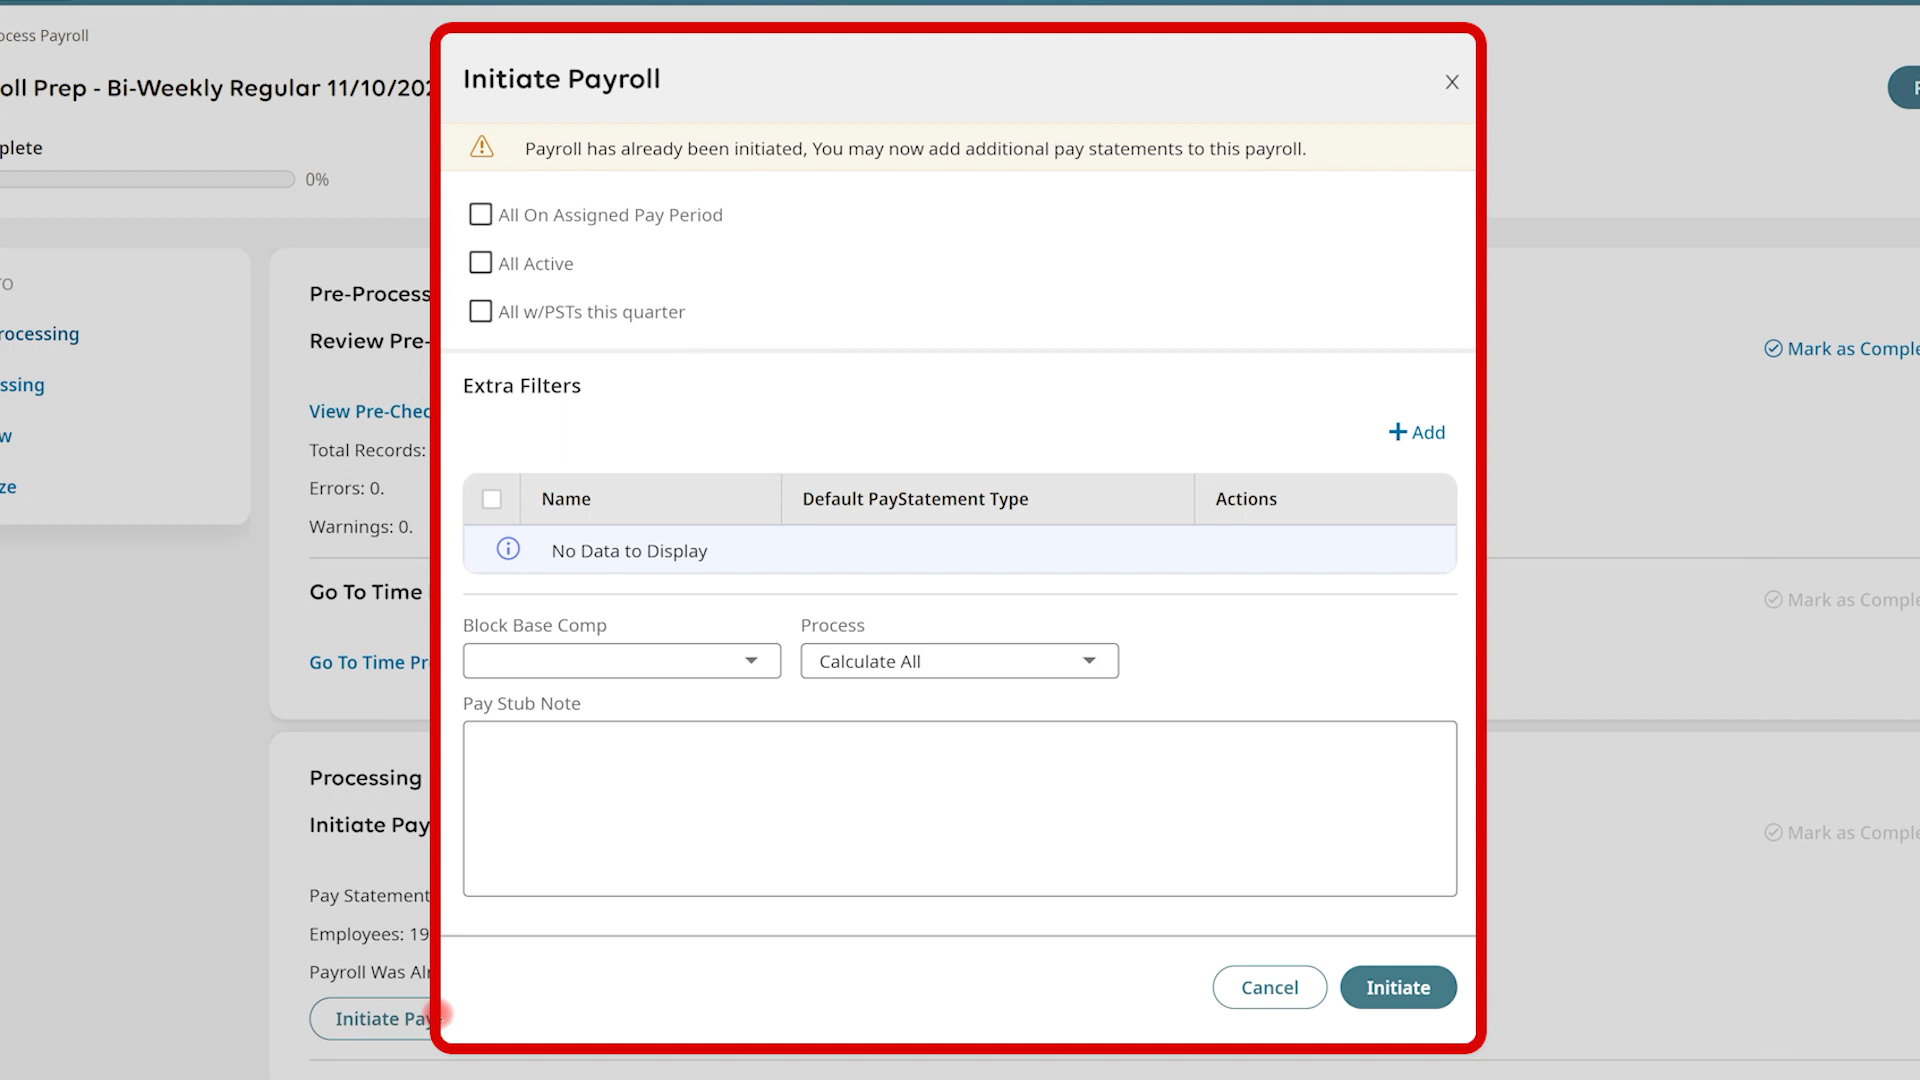 ocess Payroll
oll Prep - Bi-Weekly Regular 11/10/202
plete
0%
TO
rocessing
ssing
w
ze
Pre-Process
Review Pre-
View Pre-Chec
Total Records:
Errors: 0.
Warnings: 0.
Go To Time
Go To Time Pr
Processing
Initiate Pay
Pay Statement
Employees: 19
Payroll Was Alr
Initiate Pay
Initiate Payroll
X
Payroll has already been initiated, You may now add additional pay statements to this payroll.
All On Assigned Pay Period
All Active
All w/PSTs this quarter
Extra Filters
+ Add
Name Default PayStatement Type Actions
No Data to Display
Block Base Comp Process
Calculate All
Pay Stub Note
Cancel Initiate
Mark as Comple
Mark as Comple
Mark as Comple